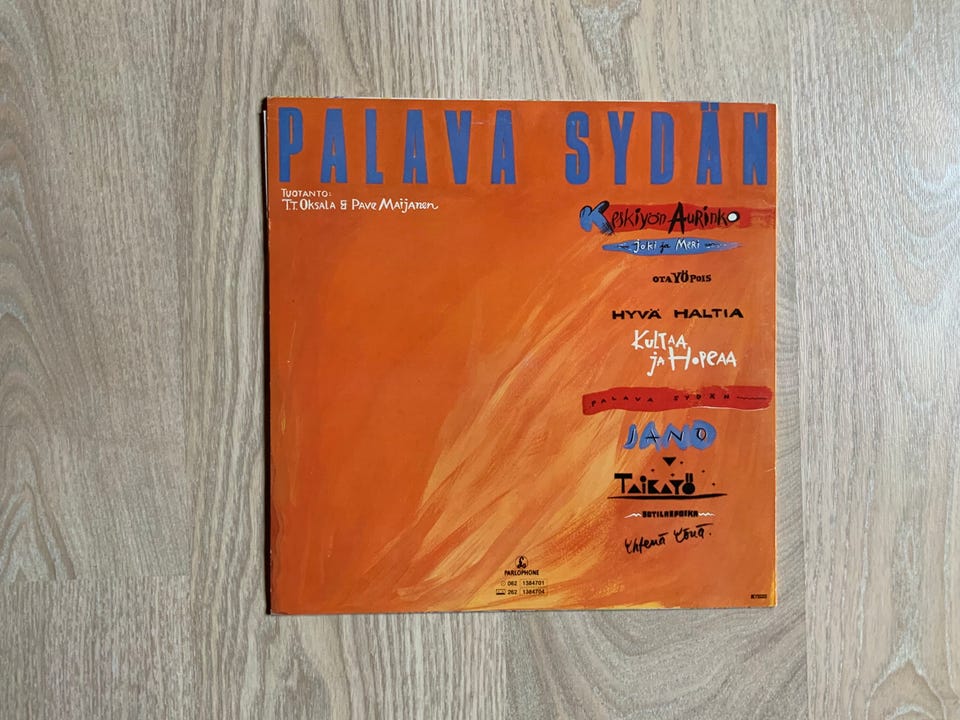 PALAVA SYDÄN
TUOTANTO:
T.T. OKSALA & PAVE MAIJANEN
KESKIYÖN AURINKO
JOKI JA MERI
OTA YÖ POIS
HYVÄ HALTIA
KULTAA
JA HOPEAA
PALAVA SYDÄN
JANO
TAIKAYÖ
SOTILASPOIKA
YHTENÄ YÖNÄ.
PARLOPHONE
062 1384701
262 1384704